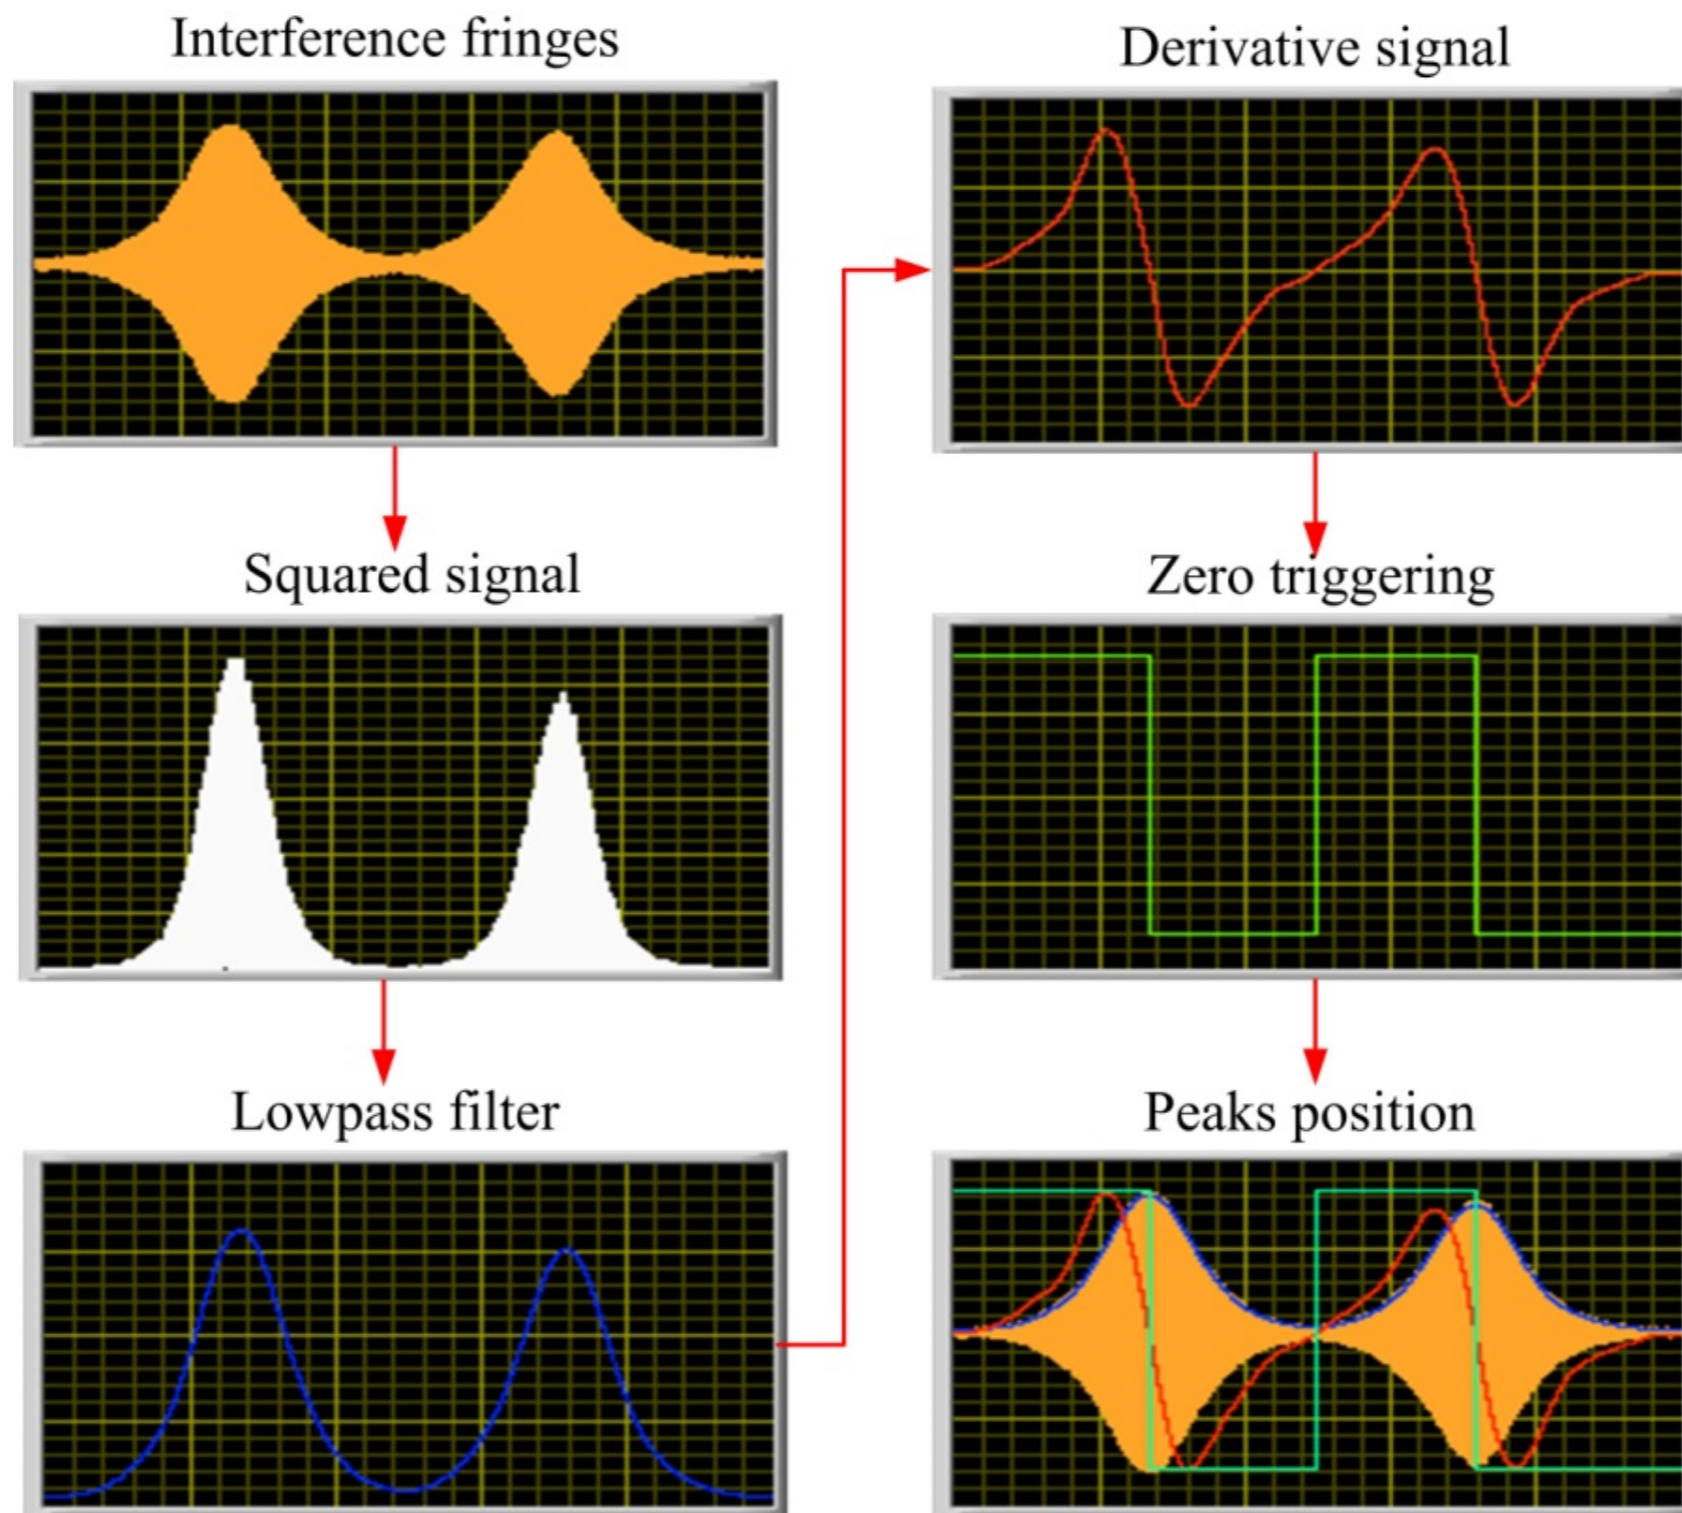 Interference fringes
Squared signal
Lowpass filter
Derivative signal
Zero triggering
Peaks position